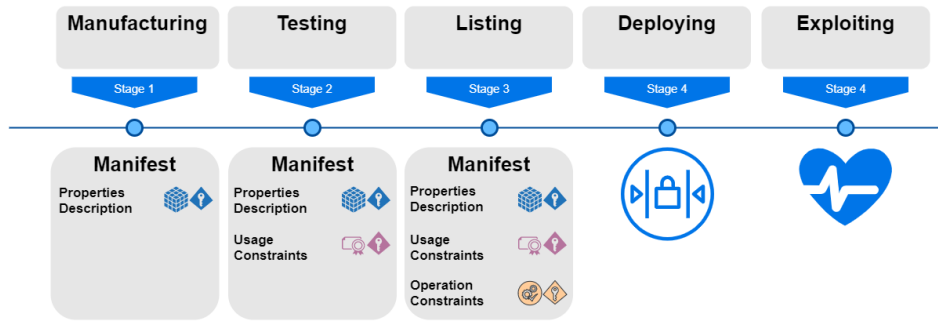 Manufacturing
Testing
Listing
Deploying
Exploiting
Stage 1
Stage 2
Stage 3
Stage 4
Stage 4
Manifest
Properties
Description
Manifest
Properties
Description
Usage
Constraints
Manifest
Properties
Description
Usage
Constraints
Operation
Constraints